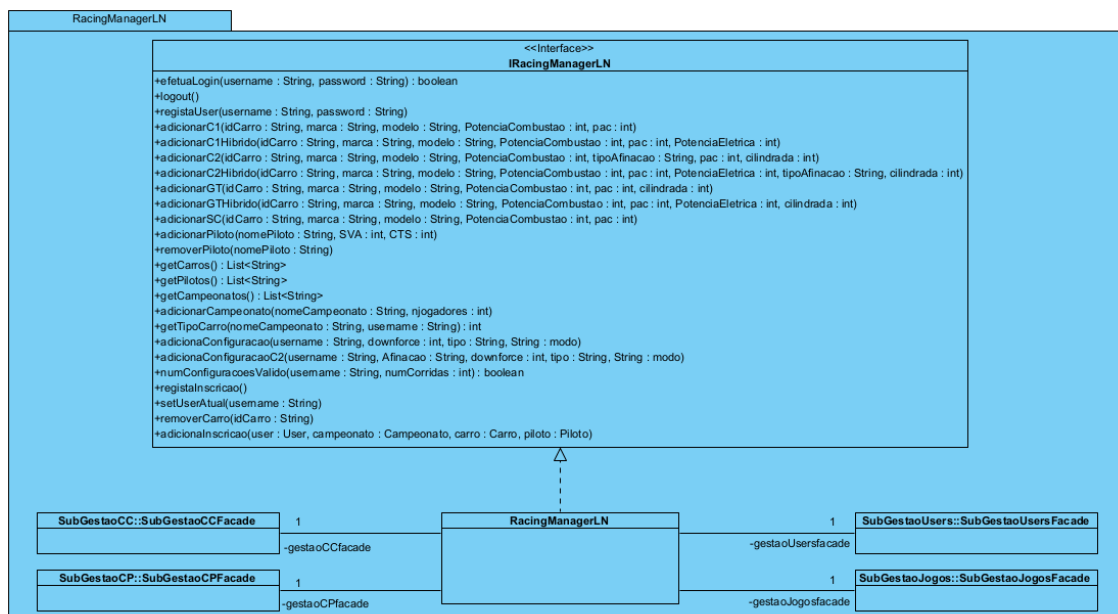 RacingManagerLN
<<Interface>>
IRacingManagerLN
+efetuaLogin(username : String, password : String) : boolean
+logout()
+registaUser(username : String, password : String)
+adicionarC1(idCarro : String, marca : String, modelo : String, PotenciaCombustao : int, pac : int)
+adicionarC1Hibrido(idCarro : String, marca : String, modelo : String, PotenciaCombustao : int, pac : int, PotenciaEletrica : int)
+adicionarC2(idCarro : String, marca : String, modelo : String, PotenciaCombustao : int, tipoAfinacao : String, pac : int, cilindrada : int)
+adicionarC2Hibrido(idCarro : String, marca : String, modelo : String, PotenciaCombustao : int, pac : int, PotenciaEletrica : int, tipoAfinacao : String, cilindrada : int)
+adicionarGT(idCarro : String, marca : String, modelo : String, PotenciaCombustao : int, pac : int, cilindrada : int)
+adicionarGTHibrido(idCarro : String, marca : String, modelo : String, PotenciaCombustao : int, pac : int, PotenciaEletrica : int, cilindrada : int)
+adicionarSC(idCarro : String, marca : String, modelo : String, PotenciaCombustao : int, pac : int)
+adicionarPiloto(nomePiloto : String, SVA : int, CTS : int)
+removerPiloto(nomePiloto : String)
+getCarros() : List<String>
+getPilotos() : List<String>
+getCampeonatos() : List<String>
+adicionarCampeonato(nomeCampeonato : String, njogadores : int)
+getTipoCarro(nomeCampeonato : String, username : String) : int
+adicionaConfiguracao(username : String, downforce : int, tipo : String, String : modo)
+adicionaConfiguracaoC2(username : String, Afinacao : String, downforce : int, tipo : String, String : modo)
+numConfiguracoesValido(username : String, numCorridas : int) : boolean
+registaInscricao()
+setUserAtual(username : String)
+removerCarro(idCarro : String)
+adicionaInscricao(user : User, campeonato : Campeonato, carro : Carro, piloto : Piloto)
SubGestaoCC::SubGestaoCCFacade
1
-gestaoCCfacade
RacingManagerLN
1
-gestaoUsersfacade
SubGestaoUsers::SubGestaoUsersFacade
SubGestaoCP::SubGestaoCPFacade
1
-gestaoCPfacade
1
-gestaoJogosfacade
SubGestaoJogos::SubGestaoJogosFacade